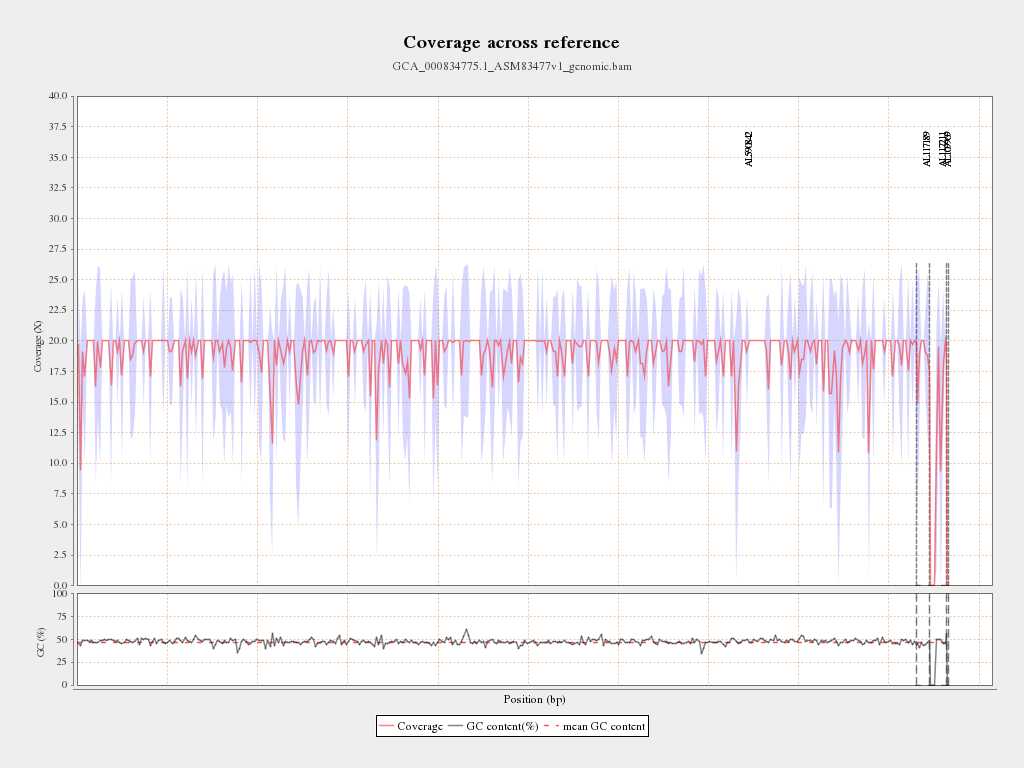 Coverage across reference
GCA_000834775.1_ASM83477v1_genomic.bam
40.0
37.5
35.0
32.5
30.0
27.5
25.0
22.5
20.0
17.5
15.0
12.5
10.0
7.5
5.0
2.5
0.0
Coverage (X)
AL590842
AL117189
AL117211
AL109969
100
75
50
25
0
GC (%)
Position (bp)
Coverage GC content(%) mean GC content